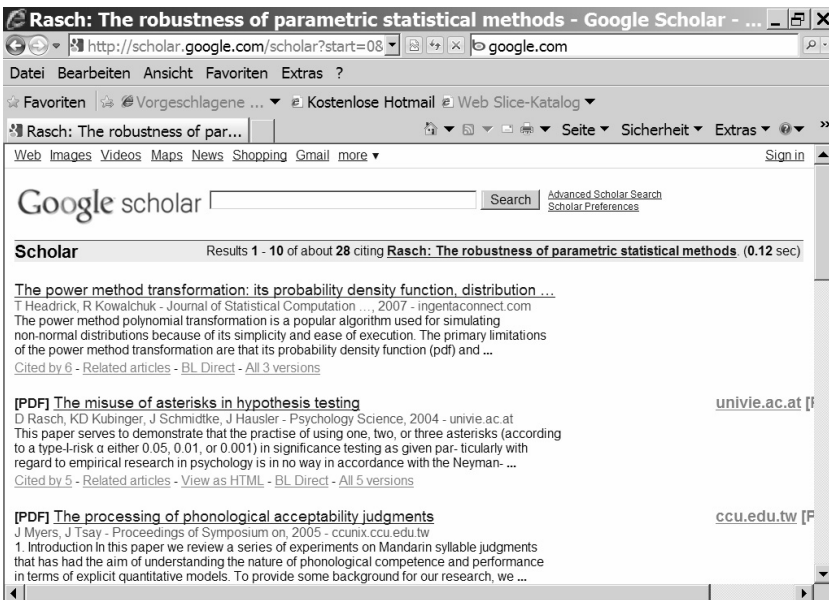 Rasch: The robustness of parametric statistical methods - Google Scholar - ...
http://scholar.google.com/scholar?start=08 google.com
Datei Bearbeiten Ansicht Favoriten Extras ?
Favoriten Vorgeschlagene ... Kostenlose Hotmail Web Slice-Katalog
Rasch: The robustness of par... Seite Sicherheit Extras »
Web Images Videos Maps News Shopping Gmail more Sign in
Google scholar Search Advanced Scholar Search
Scholar Preferences
Scholar Results 1 - 10 of about 28 citing Rasch: The robustness of parametric statistical methods. (0.12 sec)
The power method transformation: its probability density function, distribution ...
T Headrick, R Kowalchuk - Journal of Statistical Computation ..., 2007 - ingentaconnect.com
The power method polynomial transformation is a popular algorithm used for simulating
non-normal distributions because of its simplicity and ease of execution. The primary limitations
of the power method transformation are that its probability density function (pdf) and ...
Cited by 6 - Related articles - BL Direct - All 3 versions
[PDF] The misuse of asterisks in hypothesis testing univie.ac.at [
D Rasch, KD Kubinger, J Schmidtke, J Hausler - Psychology Science, 2004 - univie.ac.at
This paper serves to demonstrate that the practise of using one, two, or three asterisks (according
to a type-I-risk α either 0.05, 0.01, or 0.001) in significance testing as given par- ticularly with
regard to empirical research in psychology is in no way in accordance with the Neyman- ...
Cited by 5 - Related articles - View as HTML - BL Direct - All 5 versions
[PDF] The processing of phonological acceptability judgments ccu.edu.tw [P
J Myers, J Tsay - Proceedings of Symposium on, 2005 - ccunix.ccu.edu.tw
1. Introduction In this paper we review a series of experiments on Mandarin syllable judgments
that has had the aim of understanding the nature of phonological competence and performance
in terms of explicit quantitative models. To provide some background for our research, we ...